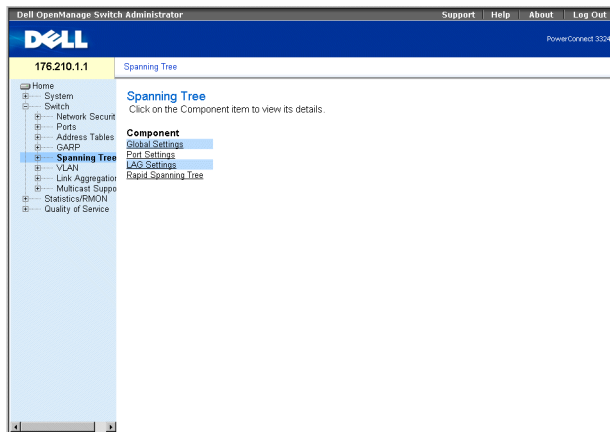 Dell OpenManage Switch Administrator
Support Help About Log Out
DELL
PowerConnect 3324
176.210.1.1
Spanning Tree
Home
System
Switch
Network Securit
Ports
Address Tables
GARP
Spanning Tree
VLAN
Link Aggregation
Multicast Suppo
Statistics/RMON
Quality of Service
Spanning Tree
Click on the Component item to view its details.
Component
Global Settings
Port Settings
LAG Settings
Rapid Spanning Tree